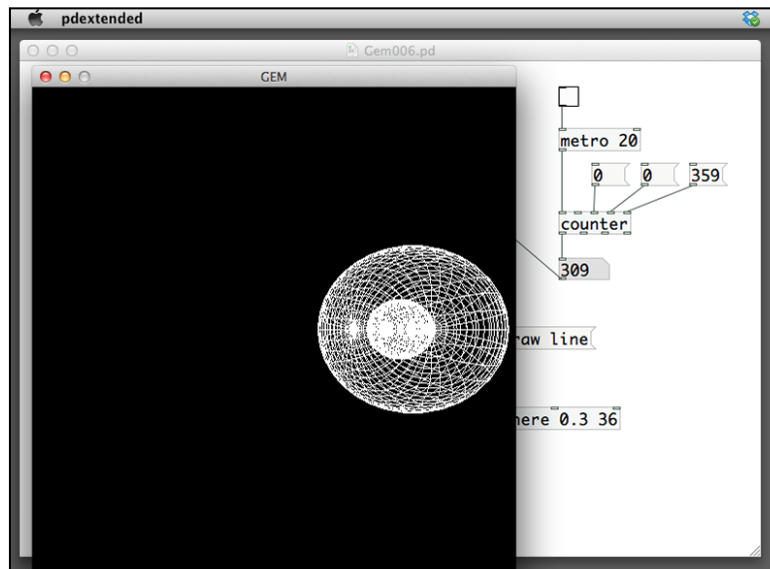 pdextended
Gem006.pd
GEM
metro 20
0 0 359
counter
309
raw line
here 0.3 36